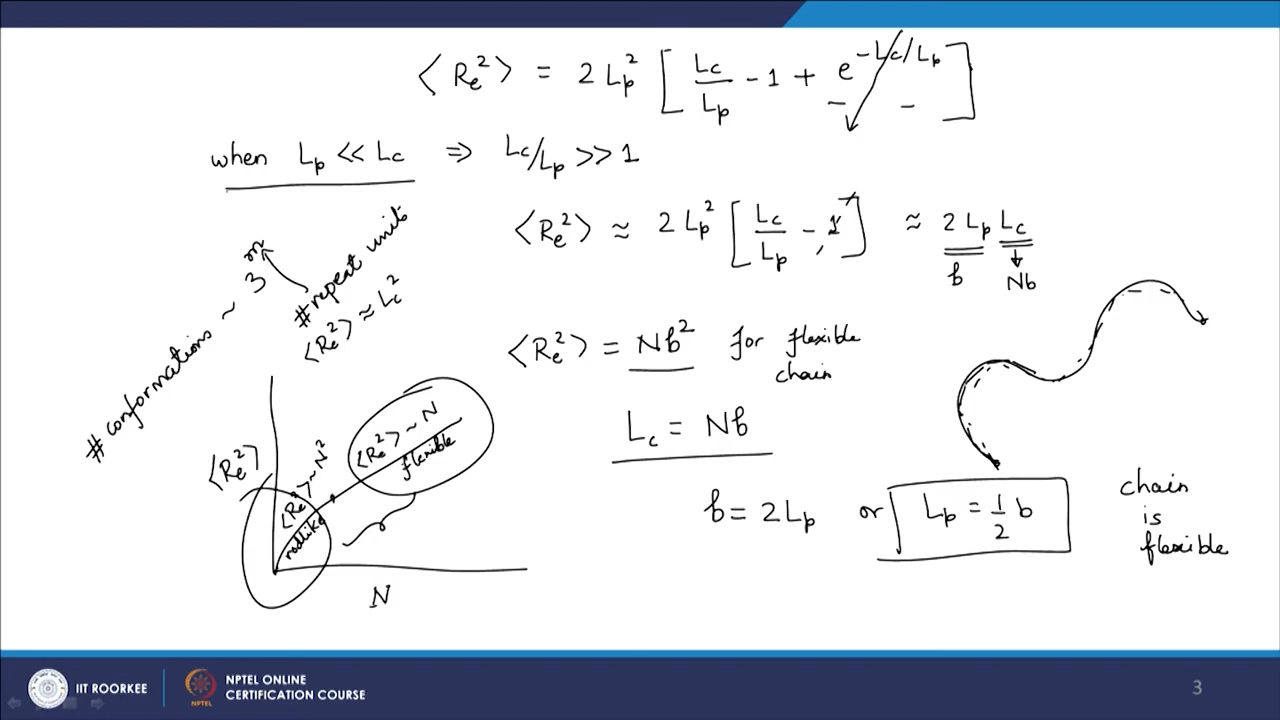 ⟨Re²⟩ = 2 Lp² [ Lc/Lp - 1 + e^(-Lc/Lp) ]
when Lp << Lc ⇒ Lc/Lp >> 1
⟨Re²⟩ ≈ 2 Lp² [ Lc/Lp - 1 ] ≈ 2 Lp Lc
b
Nb
# conformations ~ 3^n
# repeat units
⟨Re²⟩ ≈ Lc²
⟨Re²⟩ = Nb² for flexible
chain
Lc = Nb
b = 2Lp or Lp = 1/2 b
chain
is
flexible
⟨Re²⟩
⟨Re²⟩ ~ N²
rodlike
⟨Re²⟩ ~ N
flexible
N
IIT ROORKEE
NPTEL ONLINE
CERTIFICATION COURSE
NPTEL
3